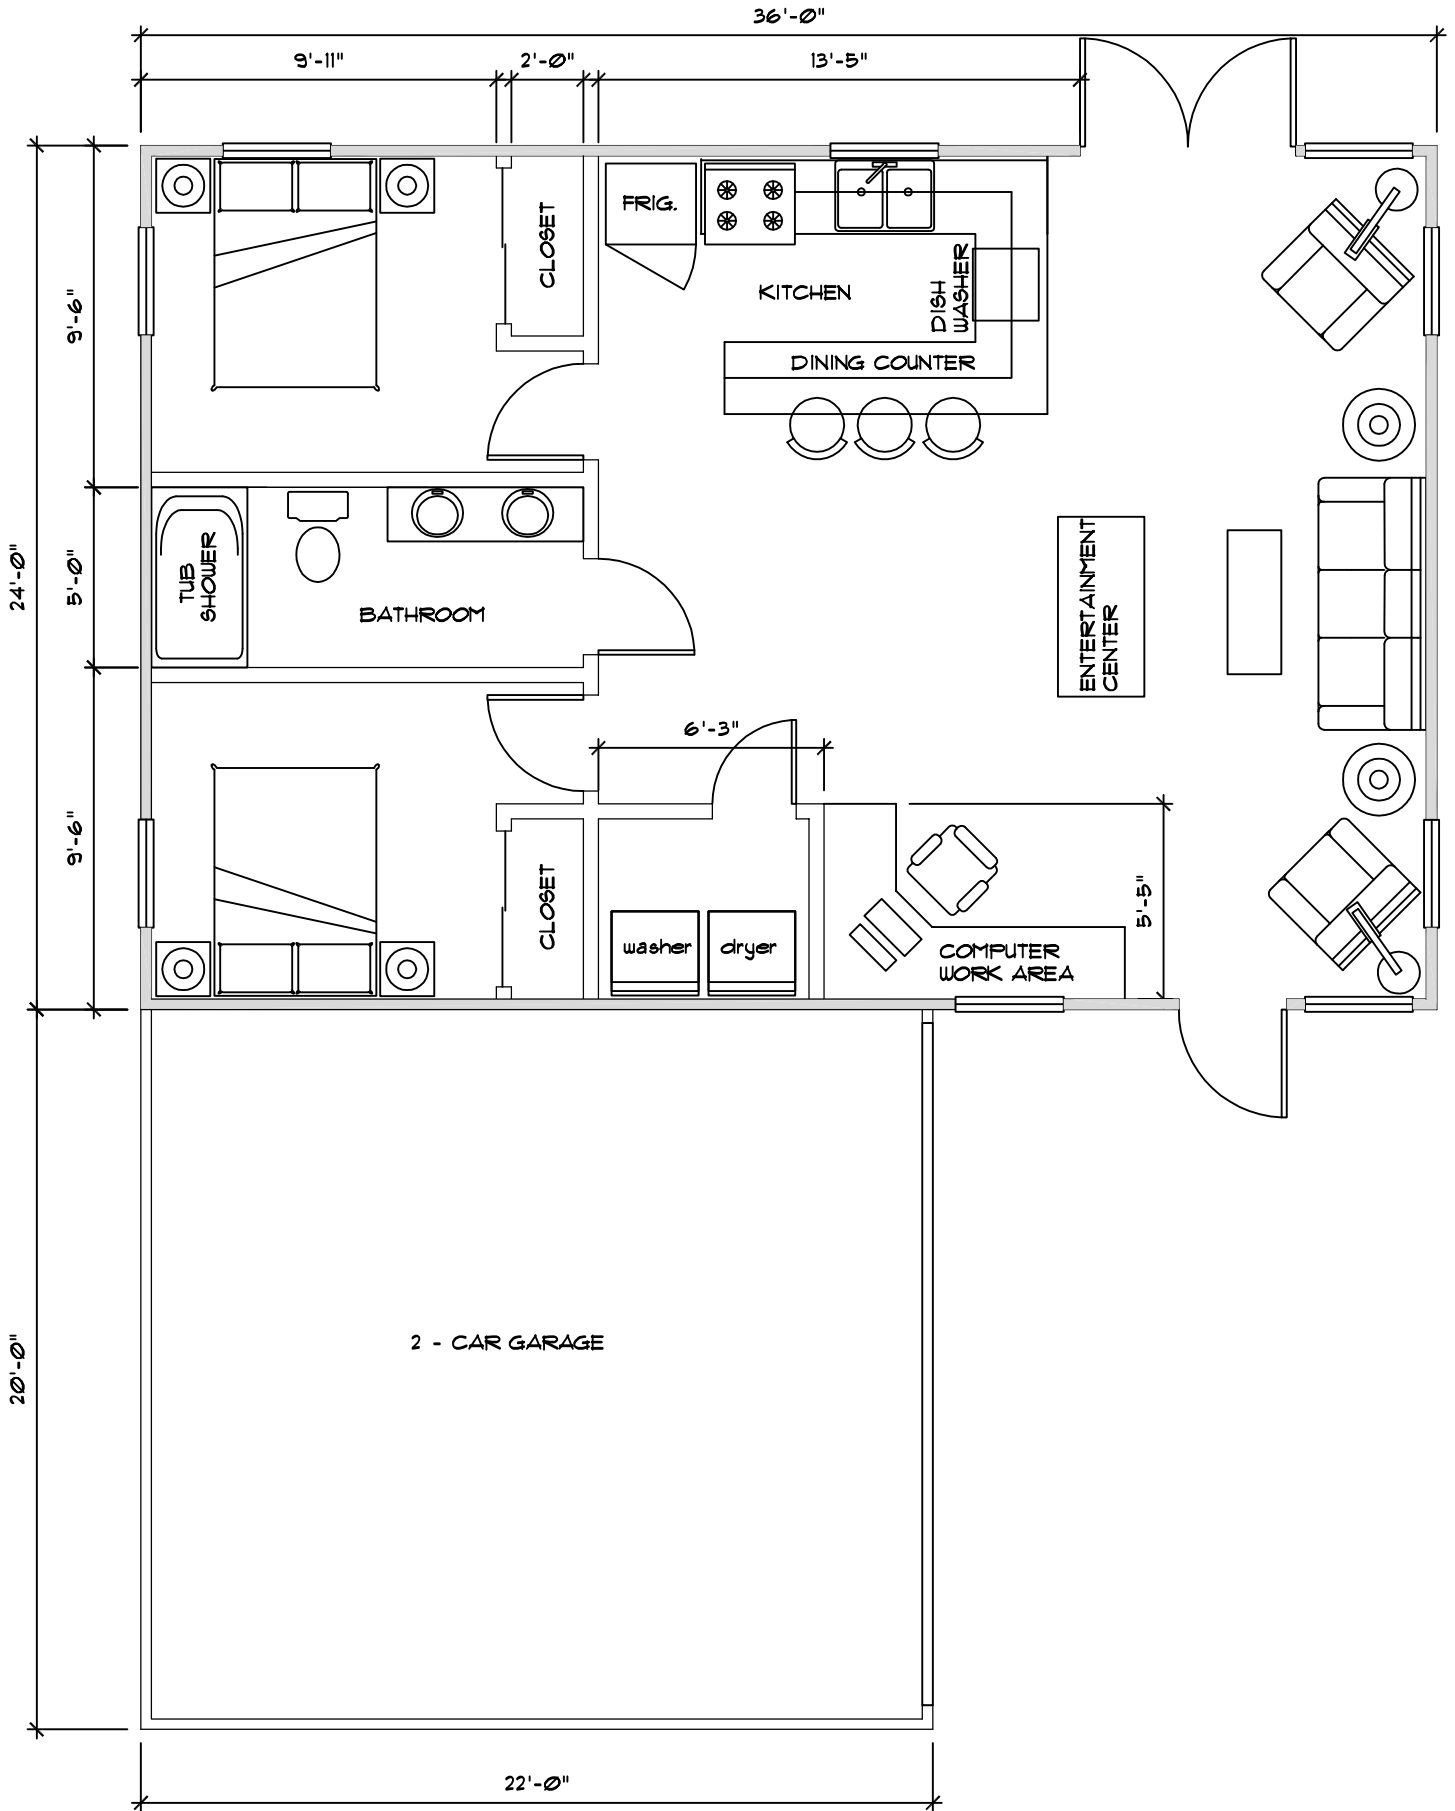 36'-0"
9'-11"
2'-0"
13'-5"
FRIG.
CLOSET
KITCHEN
DISH
WASHER
9'-6"
DINING COUNTER
24'-0"
5'-0"
TUB
SHOWER
BATHROOM
ENTERTAINMENT
CENTER
6'-3"
9'-6"
CLOSET
washer
dryer
COMPUTER
WORK AREA
5'-5"
2 - CAR GARAGE
20'-0"
22'-0"